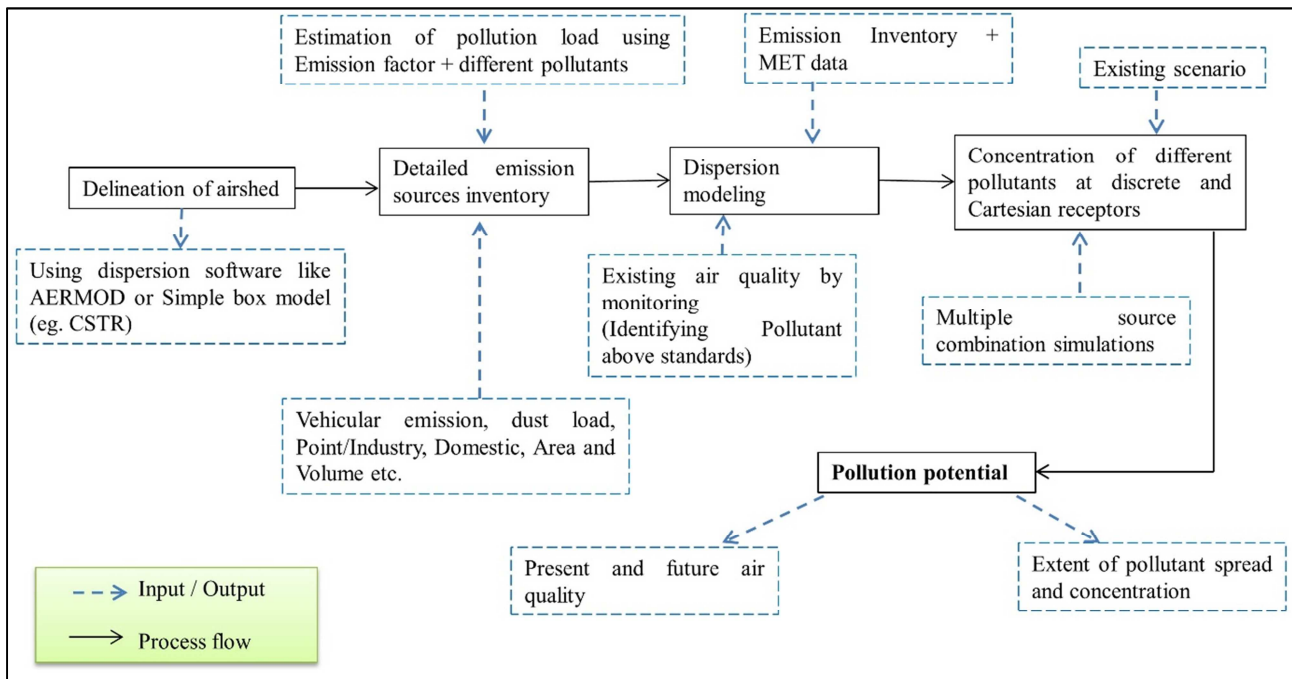 Estimation of pollution load using
Emission factor + different pollutants
Emission Inventory +
MET data
Existing scenario
Delineation of airshed
Detailed emission
sources inventory
Dispersion
modeling
Concentration of different
pollutants at discrete and
Cartesian receptors
Using dispersion software like
AERMOD or Simple box model
(eg. CSTR)
Existing air quality by
monitoring
(Identifying Pollutant
above standards)
Multiple source
combination simulations
Vehicular emission, dust load,
Point/Industry, Domestic, Area and
Volume etc.
Pollution potential
Present and future air
quality
Extent of pollutant spread
and concentration
Input / Output
Process flow